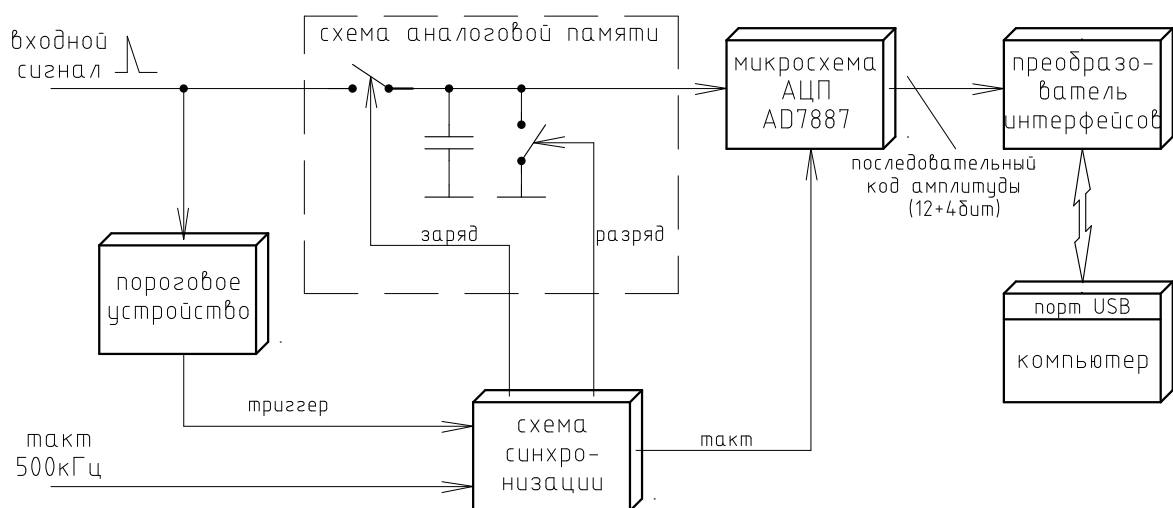 входной
сигнал
схема аналоговой памяти
микросхема
АЦП
AD7887
преобразо-
ватель
интерфейсов
последовательный
код амплитуды
(12+4бит)
заряд
разряд
пороговое
устройство
порт USB
компьютер
триггер
такт
500кГц
схема
синхро-
низации
такт